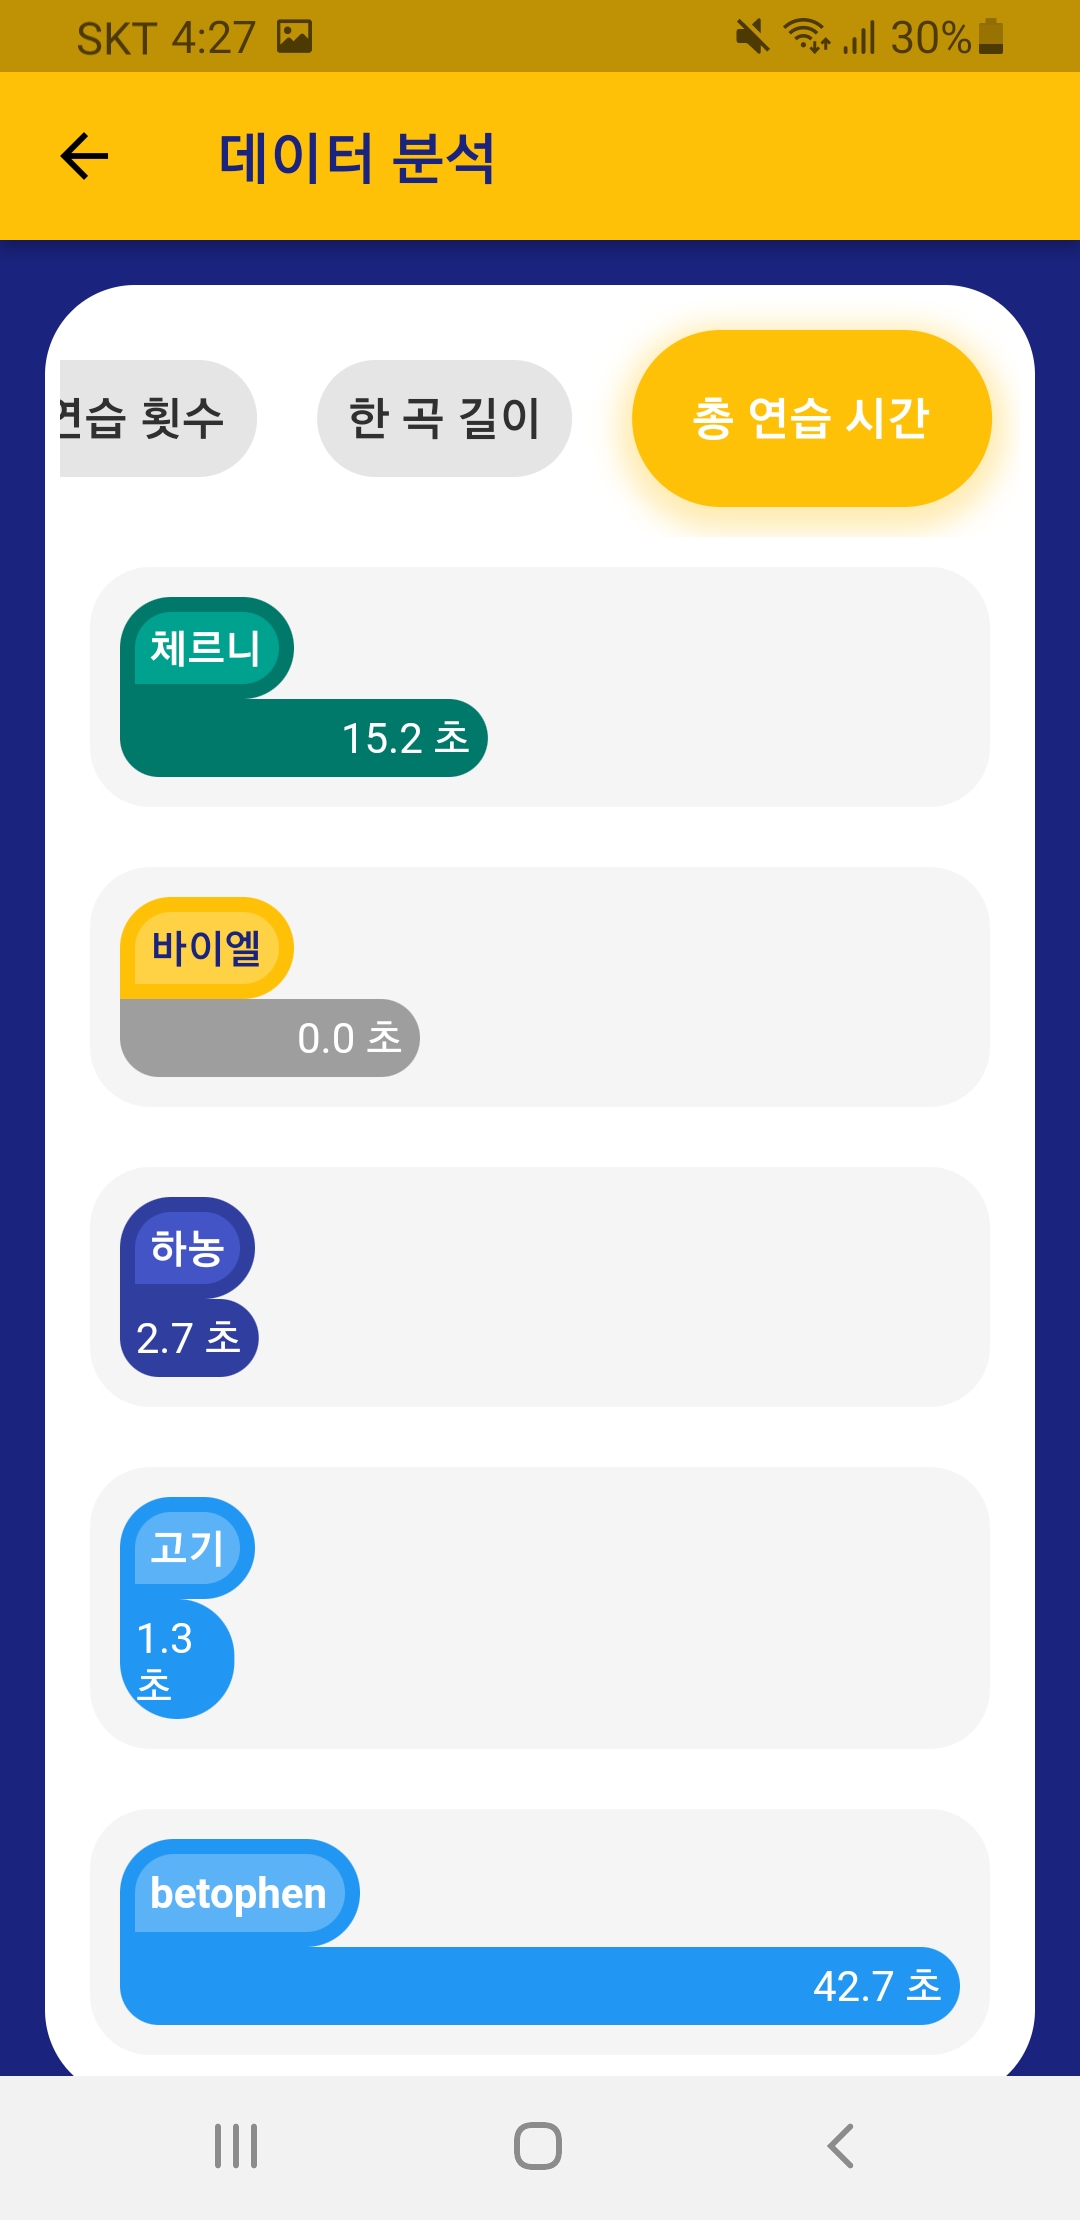 SKT 4:27 30%
데이터 분석
연습 횟수 한 곡 길이 총 연습 시간
체르니
15.2 초
바이엘
0.0 초
하농
2.7 초
고기
1.3
초
betophen
42.7 초